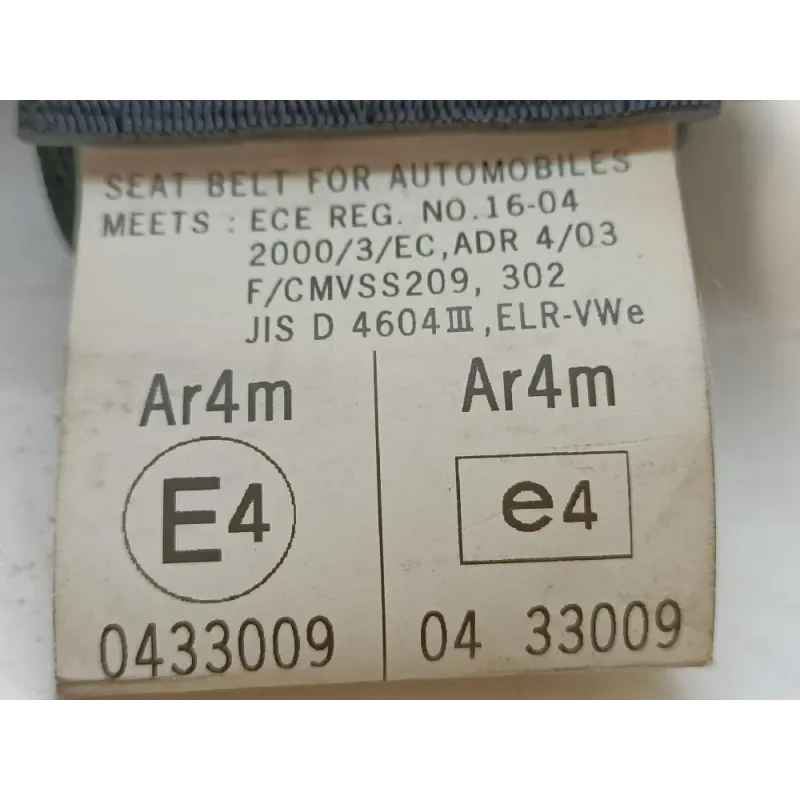 SEAT BELT FOR AUTOMOBILES
MEETS : ECE REG. NO.16-04
2000/3/EC,ADR 4/03
F/CMVSS209, 302
JIS D 4604Ⅲ,ELR-VWe
Ar4m
E4
0433009
Ar4m
e4
04 33009